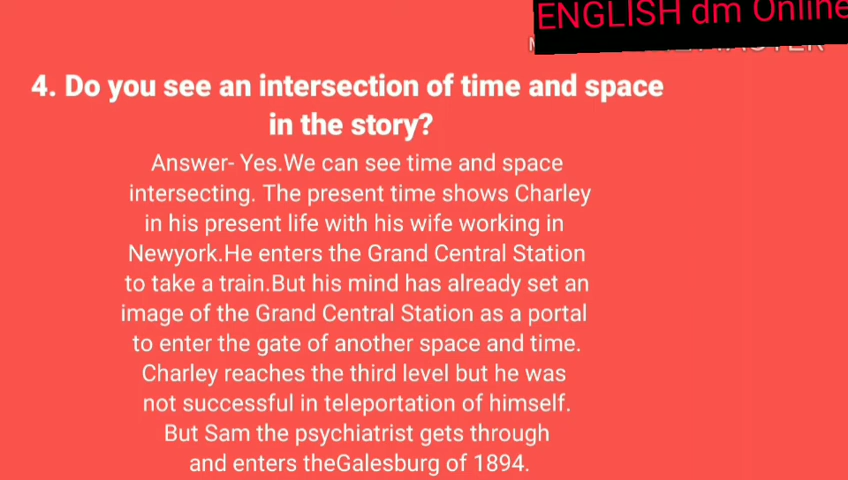 ENGLISH dm Online
4. Do you see an intersection of time and space
in the story?
Answer- Yes.We can see time and space
intersecting. The present time shows Charley
in his present life with his wife working in
Newyork.He enters the Grand Central Station
to take a train.But his mind has already set an
image of the Grand Central Station as a portal
to enter the gate of another space and time.
Charley reaches the third level but he was
not successful in teleportation of himself.
But Sam the psychiatrist gets through
and enters theGalesburg of 1894.